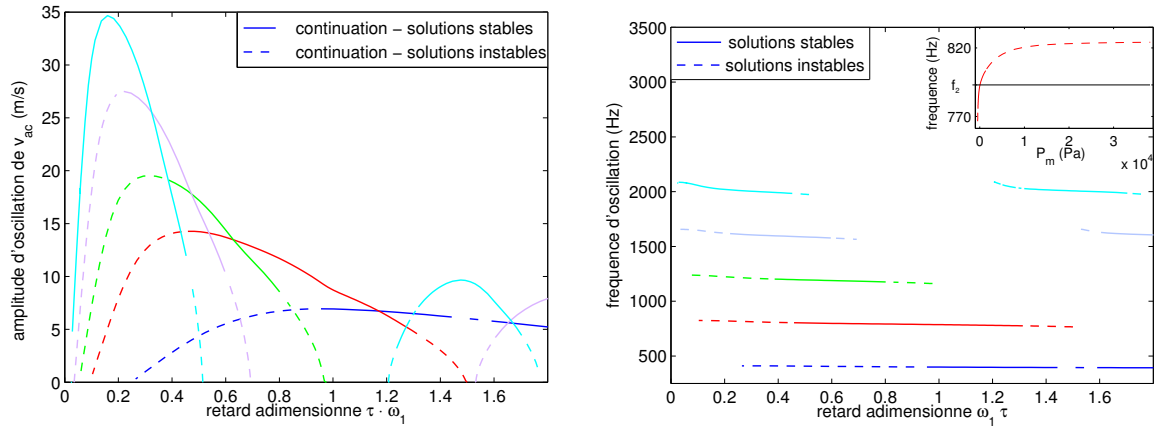 amplitude d'oscillation de v_ac (m/s)
40
35
30
25
20
15
10
5
0
continuation − solutions stables
continuation − solutions instables
0 0.2 0.4 0.6 0.8 1 1.2 1.4 1.6
retard adimensionne τ · ω_1
frequence d'oscillation (Hz)
3500
3000
2500
2000
1500
1000
500
solutions stables
solutions instables
frequence (Hz)
820
f_2
770
0 1 2 3
P_m (Pa)
x 10^4
0 0.2 0.4 0.6 0.8 1 1.2 1.4 1.6
retard adimensionne ω_1 τ